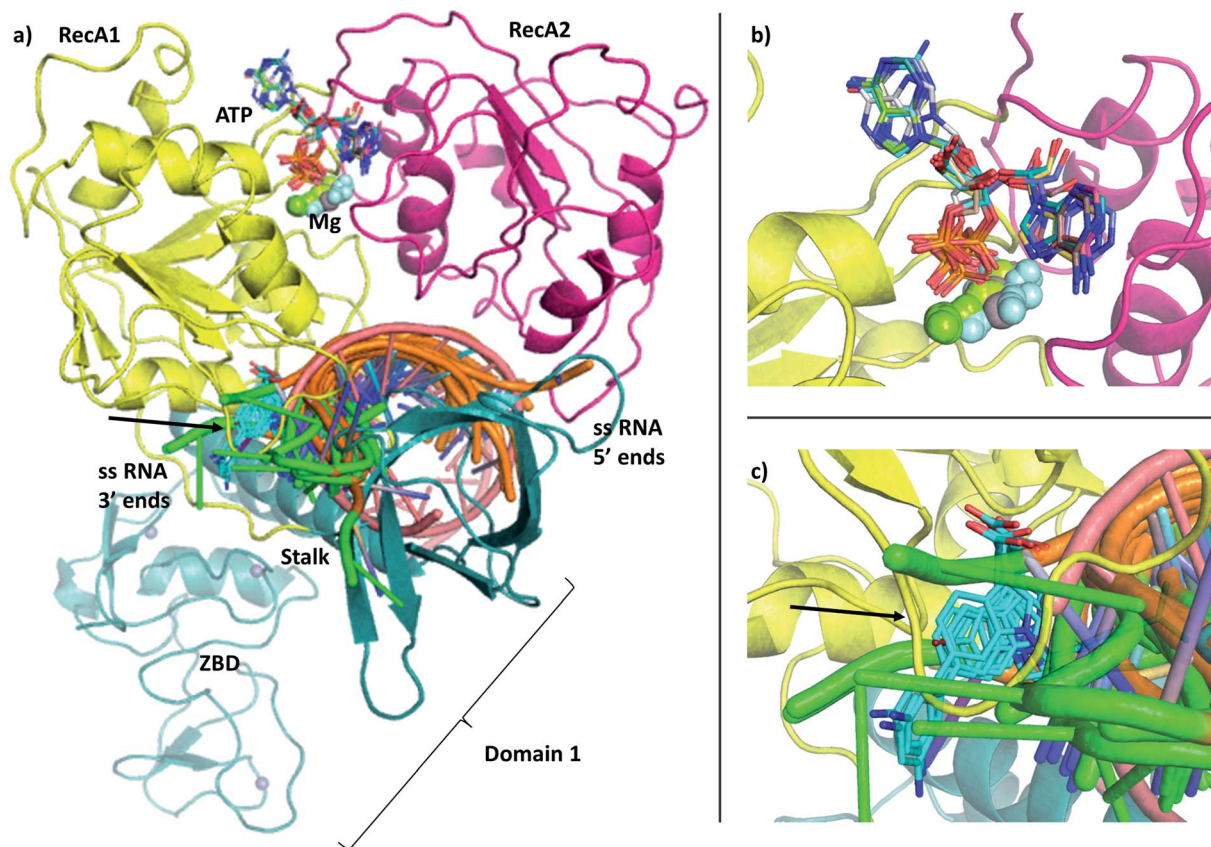 a)
RecA1
RecA2
ATP
Mg
ss RNA
3’ ends
ss RNA
5’ ends
Stalk
ZBD
Domain 1
b)
c)